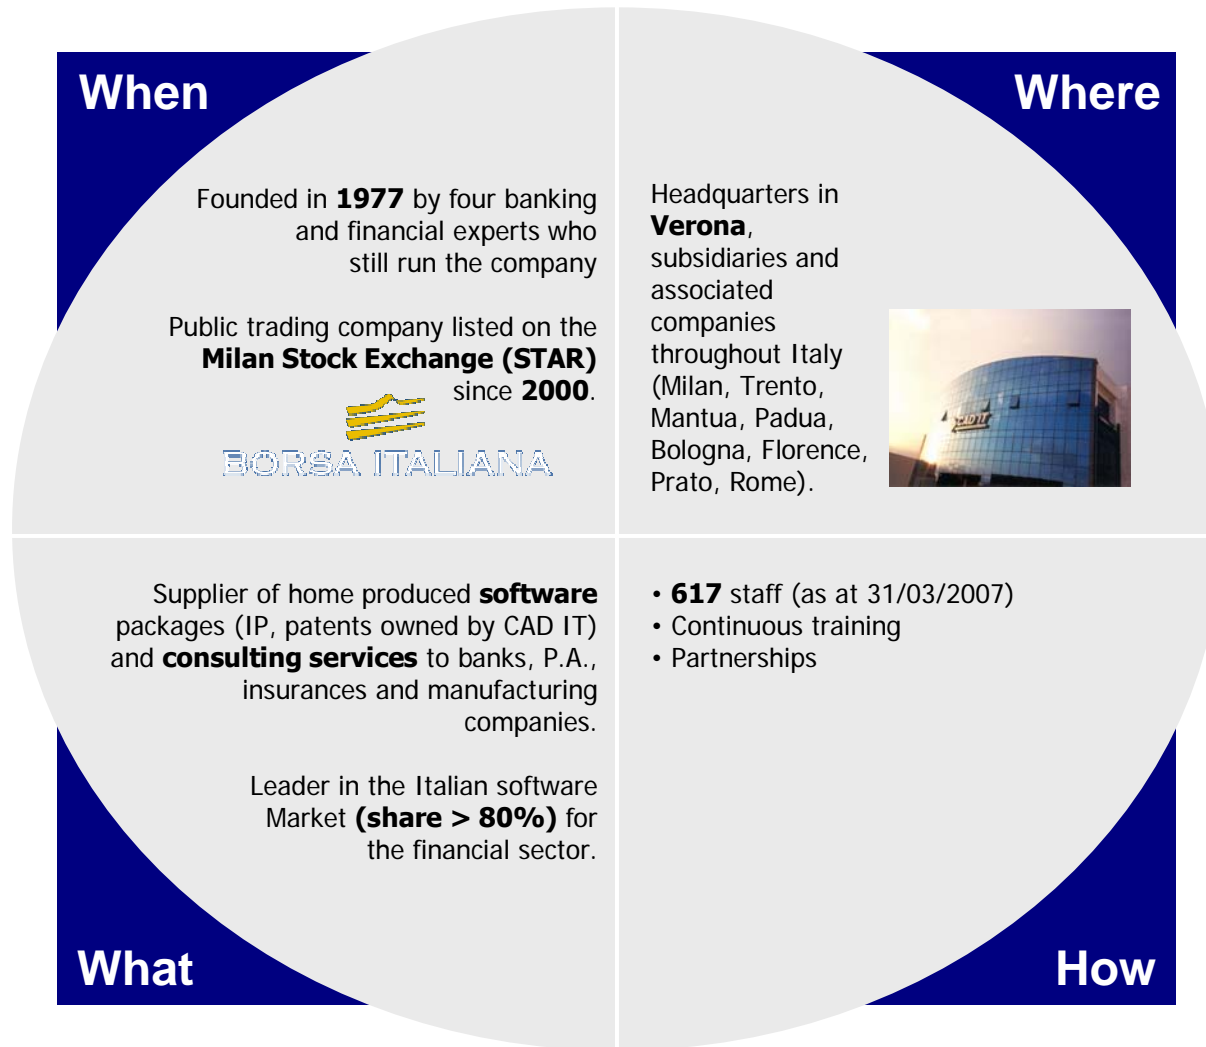 When
Founded in 1977 by four banking
and financial experts who
still run the company
Public trading company listed on the
Milan Stock Exchange (STAR)
since 2000.
BORSA ITALIANA
Where
Headquarters in
Verona,
subsidiaries and
associated
companies
throughout Italy
(Milan, Trento,
Mantua, Padua,
Bologna, Florence,
Prato, Rome).
CAD IT
Supplier of home produced software
packages (IP, patents owned by CAD IT)
and consulting services to banks, P.A.,
insurances and manufacturing
companies.
Leader in the Italian software
Market (share > 80%) for
the financial sector.
What
• 617 staff (as at 31/03/2007)
• Continuous training
• Partnerships
How